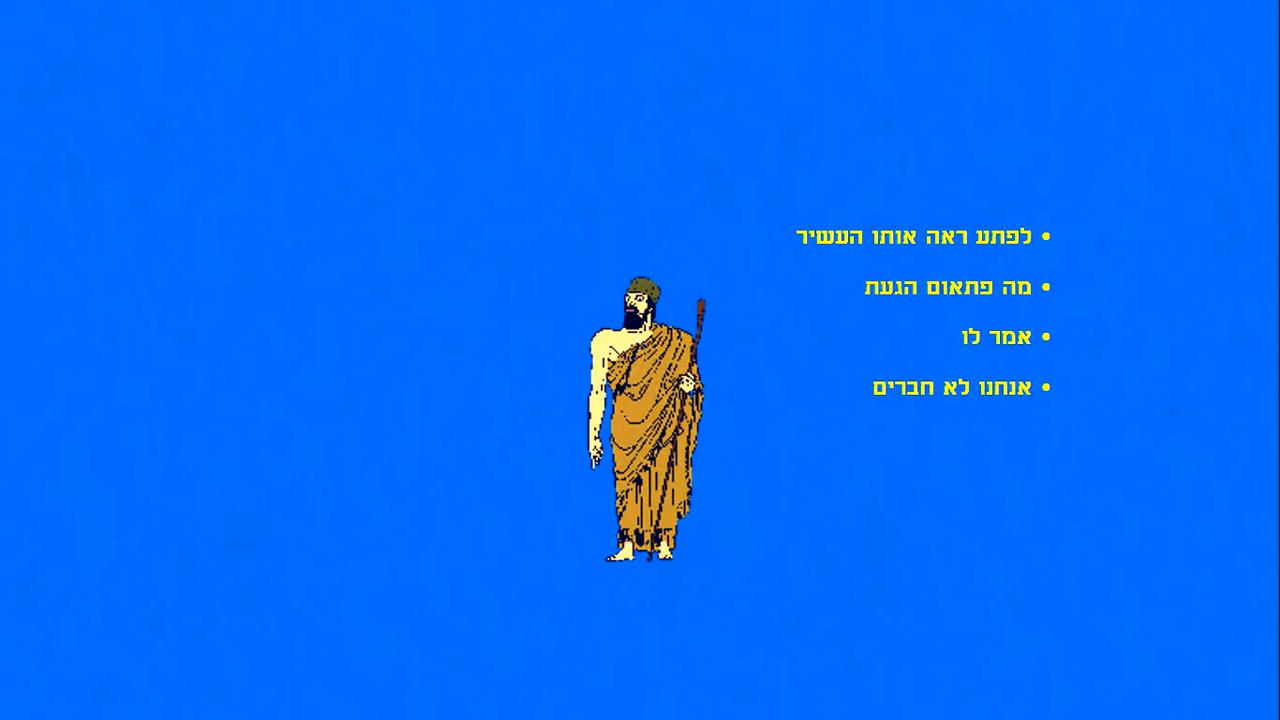 • לפתע ראה אותו העשיר
• מה פתאום הגעת
• אמר לו
• אנחנו לא חברים